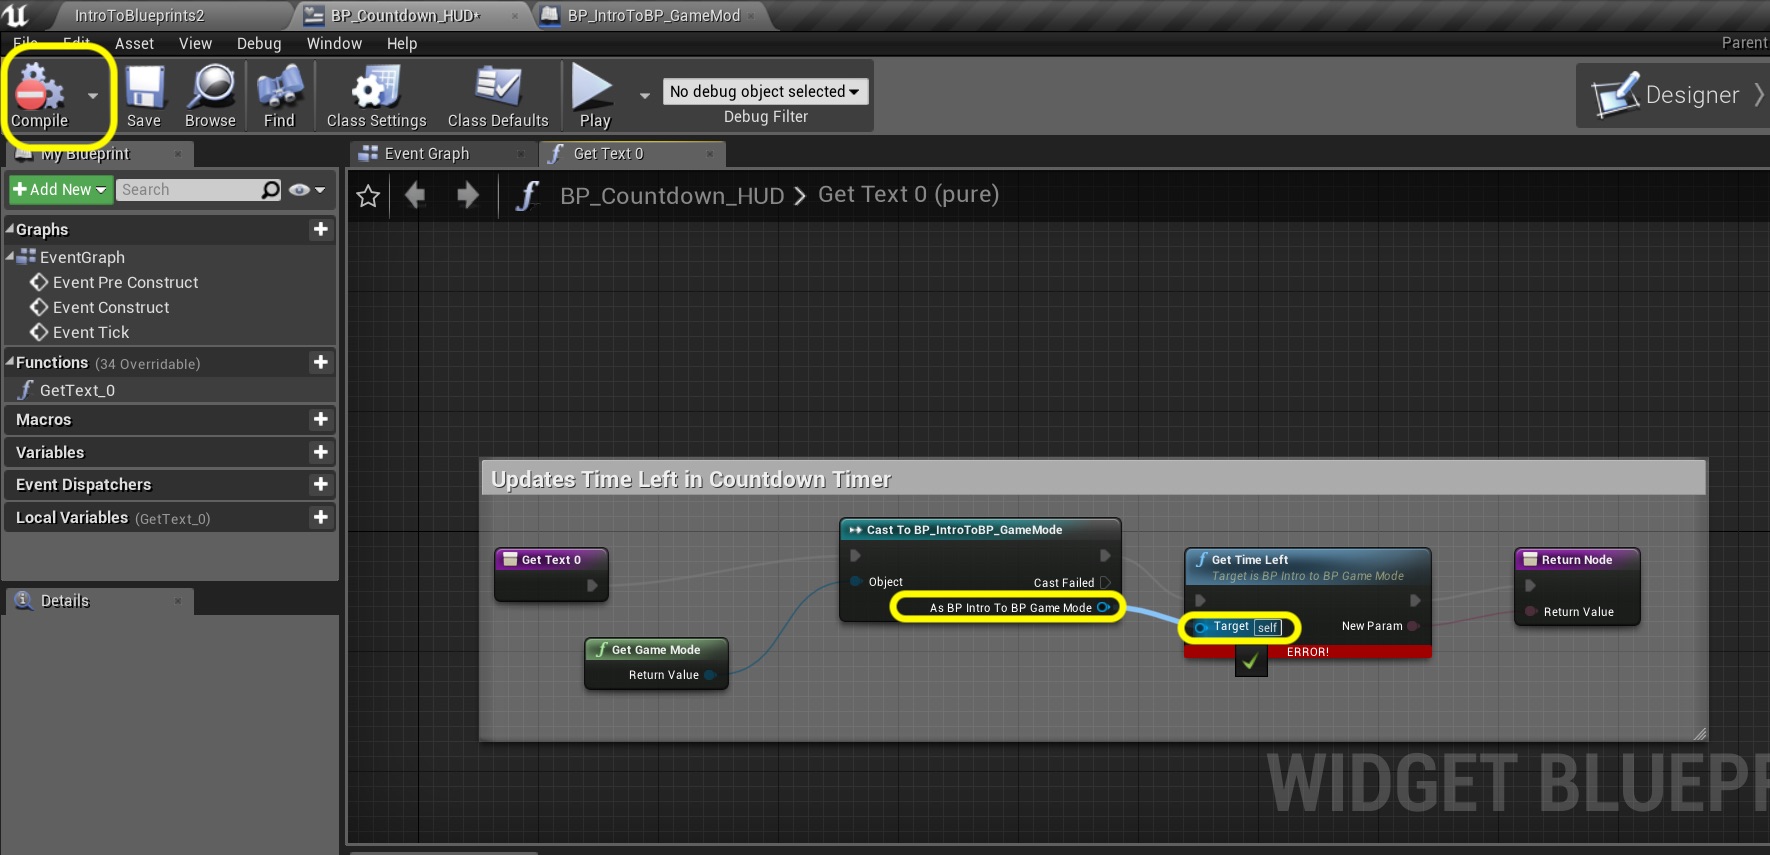 IntroToBlueprints2
BP_Countdown_HUD*
BP_IntroToBP_GameMod
File Edit Asset View Debug Window Help
Parent
Compile
Save
Browse
Find
Class Settings
Class Defaults
Play
No debug object selected
Debug Filter
Designer
My Blueprint
Event Graph
Get Text 0
+ Add New
Search
f BP_Countdown_HUD > Get Text 0 (pure)
Graphs
EventGraph
Event Pre Construct
Event Construct
Event Tick
Functions (34 Overridable)
f GetText_0
Macros
Variables
Event Dispatchers
Local Variables (GetText_0)
Details
Updates Time Left in Countdown Timer
Get Text 0
f Get Game Mode
Return Value
Cast To BP_IntroToBP_GameMode
Object
Cast Failed
As BP Intro To BP Game Mode
f Get Time Left
Target is BP Intro to BP Game Mode
Target self
New Param
ERROR!
Return Node
Return Value
WIDGET BLUEPR